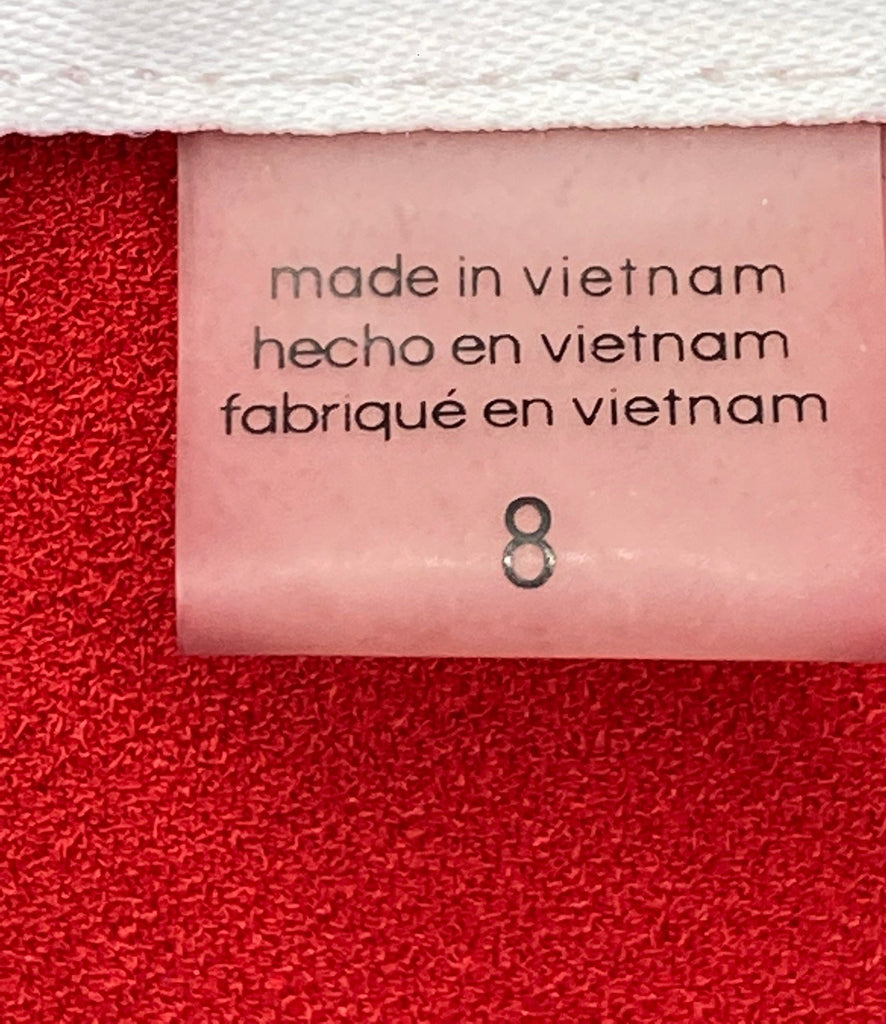 made in vietnam
hecho en vietnam
fabriqué en vietnam
8